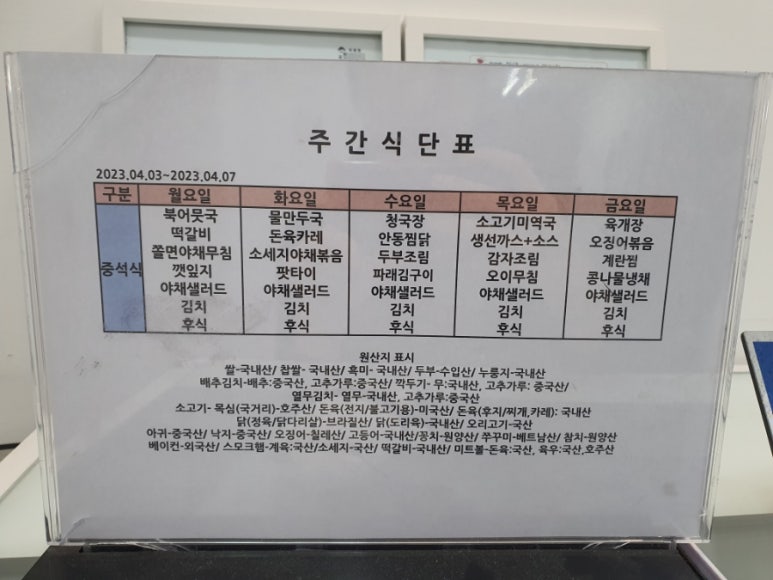 주간식단표
2023.04.03~2023.04.07
구분 월요일 화요일 수요일 목요일 금요일
중석식
북어뭇국 물만두국 청국장 소고기미역국 육개장
떡갈비 돈육카레 안동찜닭 생선까스+소스 오징어볶음
쫄면야채무침 소세지야채볶음 두부조림 감자조림 계란찜
깻잎지 팟타이 파래김구이 오이무침 콩나물냉채
야채샐러드 야채샐러드 야채샐러드 야채샐러드 야채샐러드
김치 김치 김치 김치 김치
후식 후식 후식 후식 후식
원산지 표시
쌀-국내산/ 찹쌀- 국내산/ 흑미- 국내산/ 두부-수입산/ 누룽지-국내산
배추김치-배추:중국산, 고추가루:중국산/ 깍두기- 무:국내산, 고추가루: 중국산/
열무김치- 열무-국내산, 고추가루:중국산
소고기- 목심(국거리)-호주산/ 돈육(전지/불고기용)-미국산/ 돈육(후지/찌개,카레): 국내산
닭(정육/닭다리살)-브라질산/ 닭(도리육)-국내산/ 오리고기-국산
아귀-중국산/ 낙지-중국산/ 오징어-칠레산/ 고등어-국내산/꽁치-원양산/ 쭈꾸미-베트남산/ 참치-원양산
베이컨-외국산/ 스모크햄-계육:국산/소세지-국산/ 떡갈비-국내산/ 미트볼-돈육:국산, 육우:국산,호주산